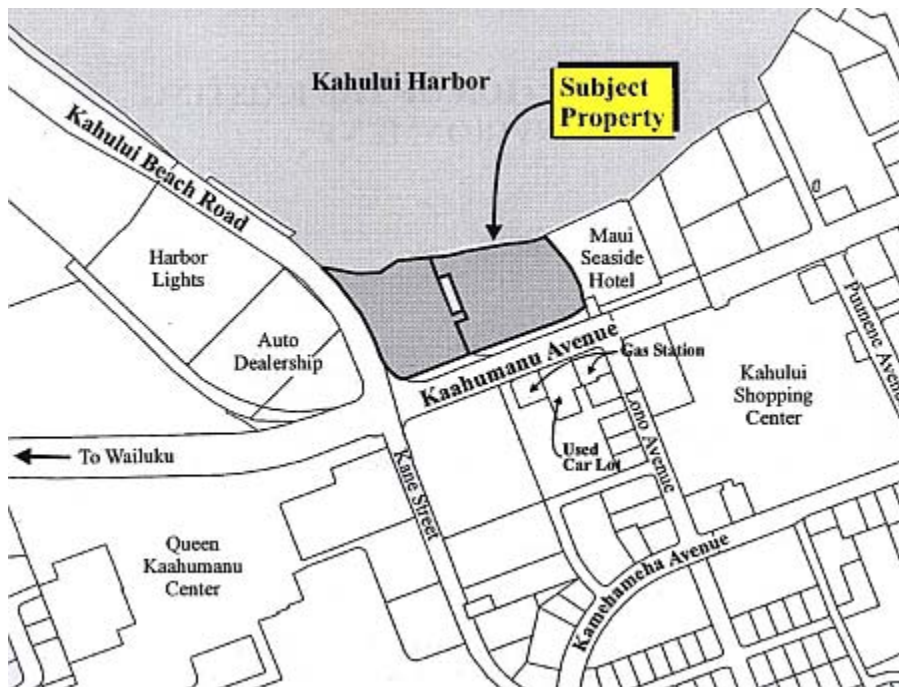 Kahului Harbor
Subject
Property
Kahului Beach Road
Harbor
Lights
Maui
Seaside
Hotel
Auto
Dealership
Kaahumanu Avenue
Gas Station
Puunene Avenue
Kahului
Shopping
Center
Lono Avenue
Used
Car Lot
To Wailuku
Kane Street
Queen
Kaahumanu
Center
Kamehameha Avenue